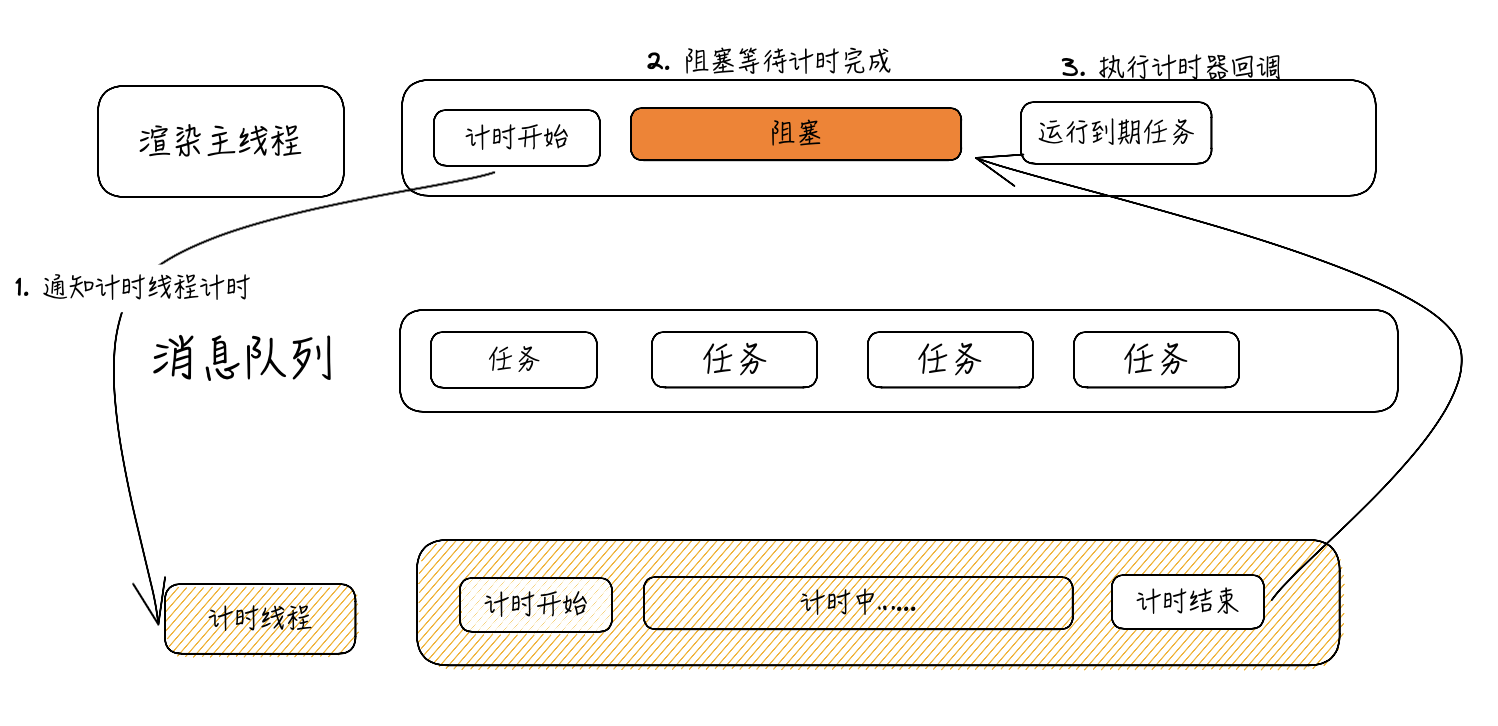 2. 阻塞等待计时完成
3. 执行计时器回调
渲染主线程
计时开始
阻塞
运行到期任务
1. 通知计时线程计时
消息队列
任务
任务
任务
任务
计时线程
计时开始
计时中......
计时结束